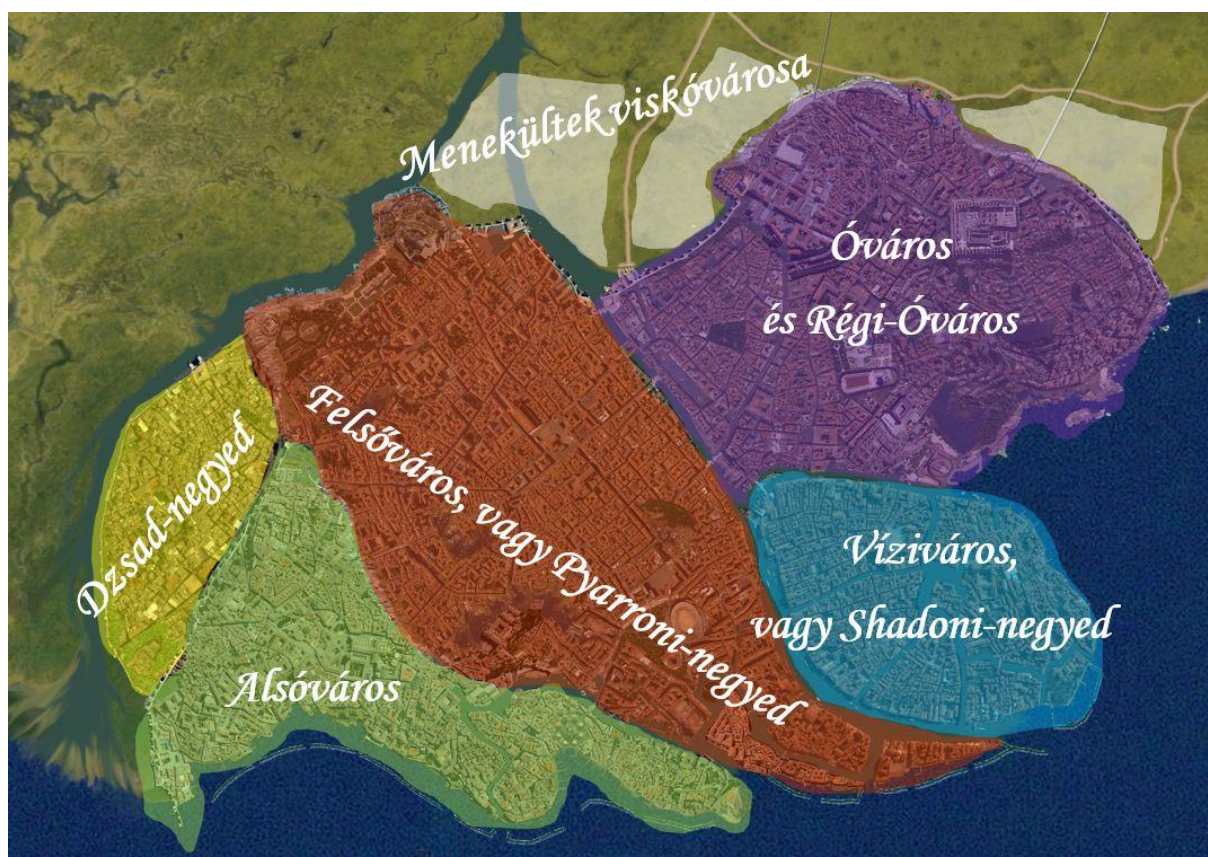 Menekültek viskóvárosa
Óváros
és Régi-Óváros
Felsőváros, vagy Pyarroni-negyed
Dzsad-negyed
Víziváros,
vagy Shadoni-negyed
Alsóváros